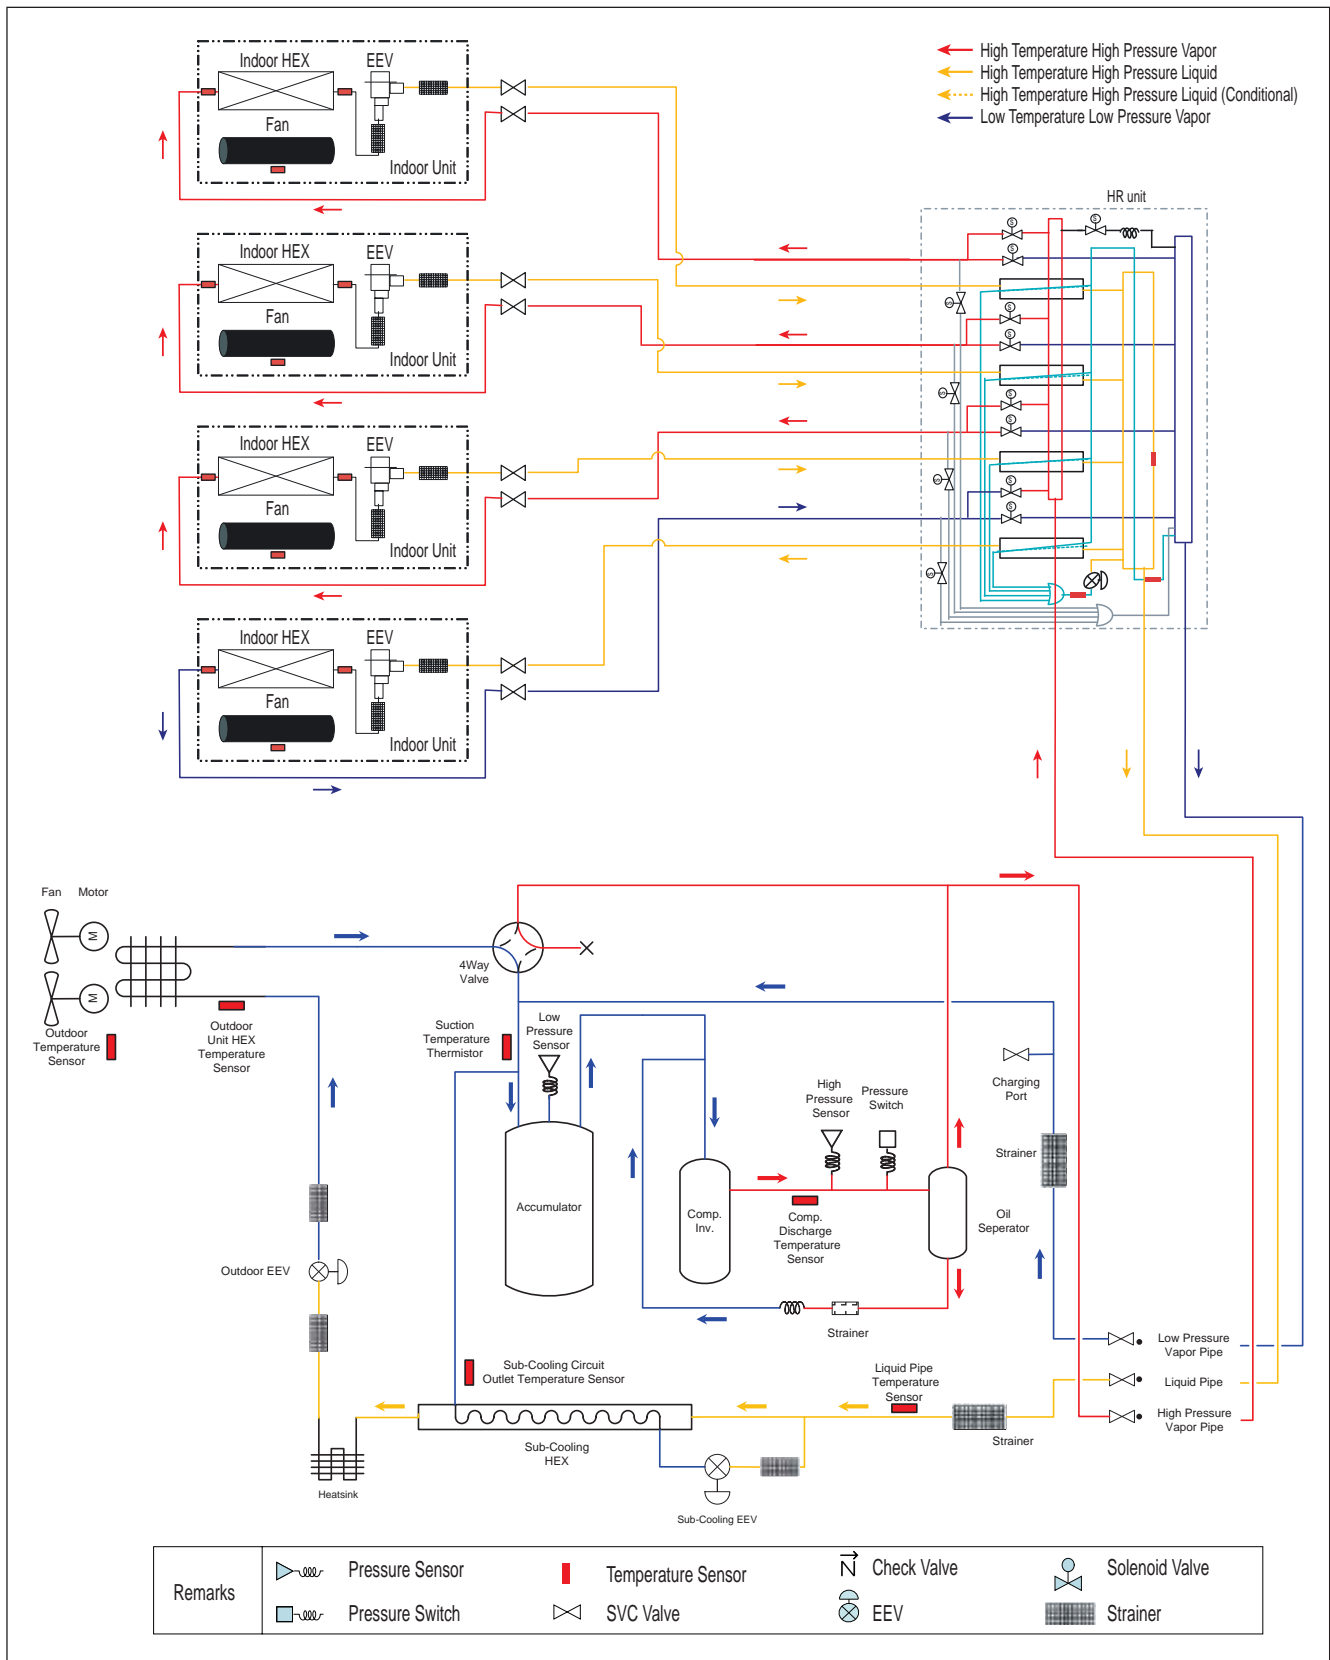 High Temperature High Pressure Vapor
High Temperature High Pressure Liquid
High Temperature High Pressure Liquid (Conditional)
Low Temperature Low Pressure Vapor
Indoor HEX
EEV
Fan
Indoor Unit
Indoor HEX
EEV
Fan
Indoor Unit
Indoor HEX
EEV
Fan
Indoor Unit
Indoor HEX
EEV
Fan
Indoor Unit
HR unit
S
S
S
S
S
S
S
S
S
S
S
S
S
Fan
Motor
M
M
Outdoor
Temperature
Sensor
Outdoor
Unit HEX
Temperature
Sensor
4Way
Valve
Suction
Temperature
Thermistor
Low
Pressure
Sensor
High
Pressure
Sensor
Pressure
Switch
Charging
Port
Strainer
Accumulator
Comp.
Inv.
Comp.
Discharge
Temperature
Sensor
Oil
Seperator
Outdoor EEV
Strainer
Sub-Cooling Circuit
Outlet Temperature Sensor
Liquid Pipe
Temperature
Sensor
Low Pressure
Vapor Pipe
Liquid Pipe
High Pressure
Vapor Pipe
Strainer
Sub-Cooling
HEX
Heatsink
Sub-Cooling EEV
Remarks
Pressure Sensor
Temperature Sensor
N
Check Valve
Solenoid Valve
Pressure Switch
SVC Valve
EEV
Strainer